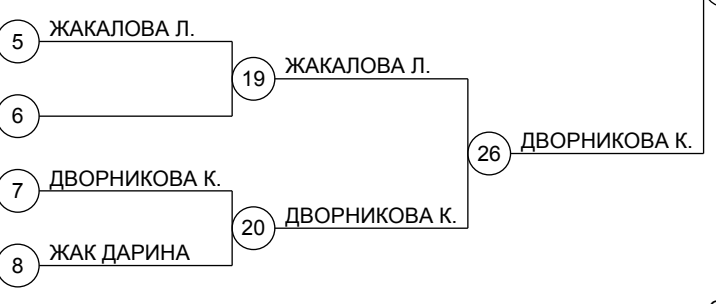 5 ЖАКАЛОВА Л.
19 ЖАКАЛОВА Л.
6
26 ДВОРНИКОВА К.
7 ДВОРНИКОВА К.
20 ДВОРНИКОВА К.
8 ЖАК ДАРИНА